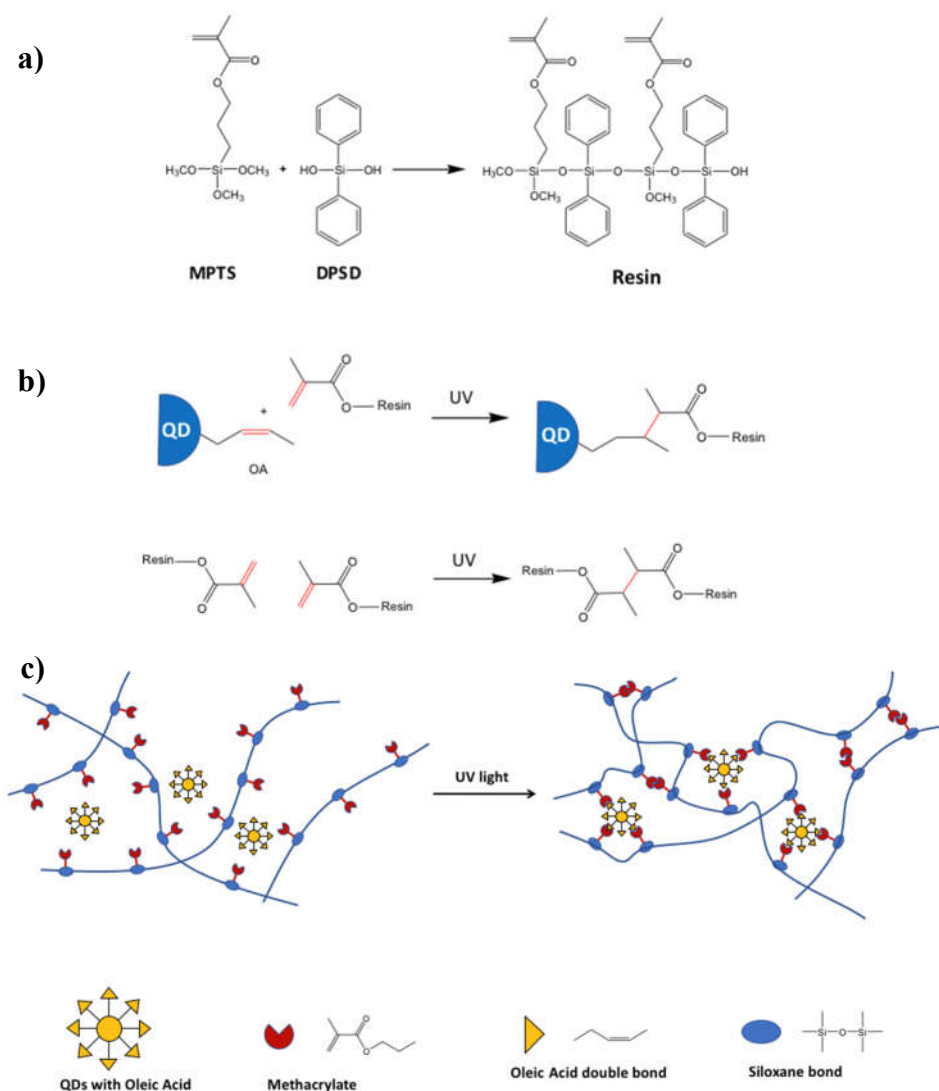 a)
O
O
H₃CO
Si
OCH₃
OCH₃
+
HO
Si
OH
O
O
O
O
H₃CO
Si
O
Si
O
Si
O
Si
OH
OCH₃
OCH₃
MPTS
DPSD
Resin
b)
QD
+
OA
O
O
Resin
UV
QD
O
O
Resin
Resin
O
O
O
O
Resin
UV
Resin
O
O
O
O
Resin
c)
UV light
QDs with Oleic Acid
Methacrylate
O
O
Oleic Acid double bond
Si
O
Si
Siloxane bond